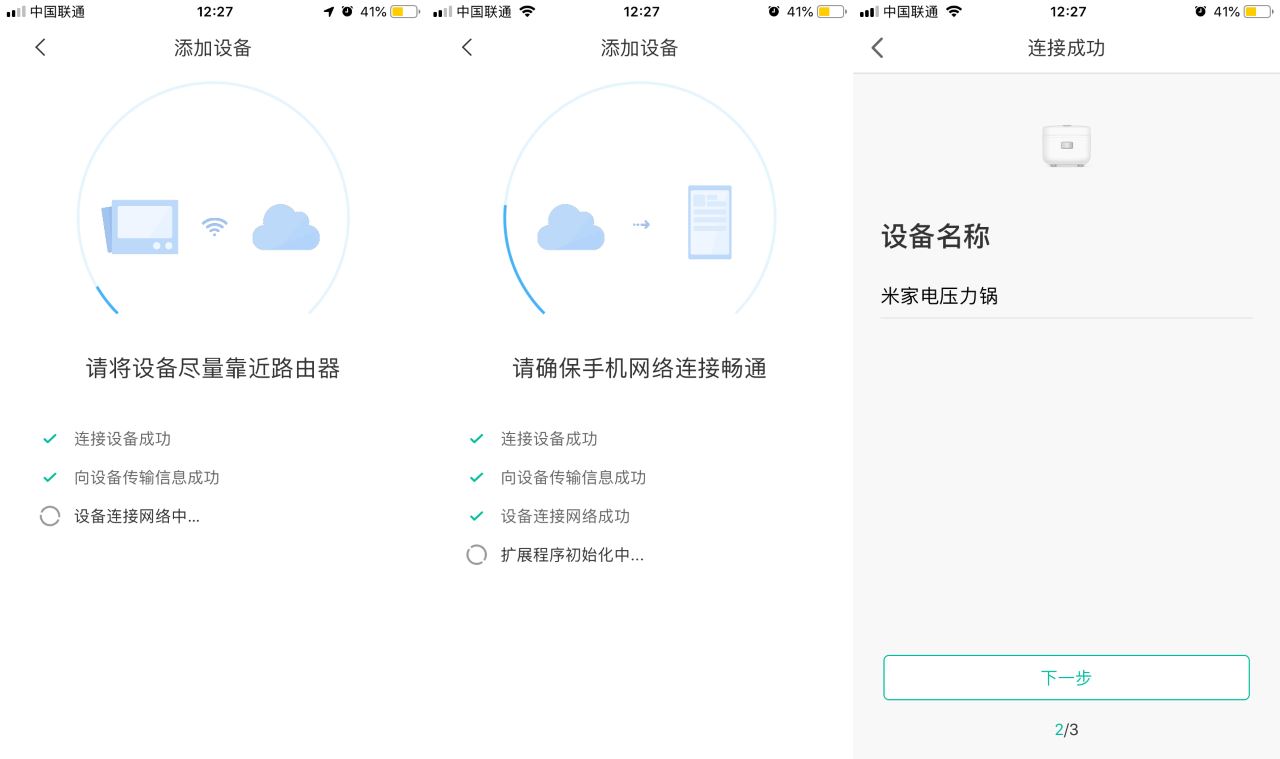 中国联通 12:27 41%
添加设备
请将设备尽量靠近路由器
连接设备成功
向设备传输信息成功
设备连接网络中...
中国联通 12:27 41%
添加设备
请确保手机网络连接畅通
连接设备成功
向设备传输信息成功
设备连接网络成功
扩展程序初始化中...
中国联通 12:27 41%
连接成功
设备名称
米家电压力锅
下一步
2/3